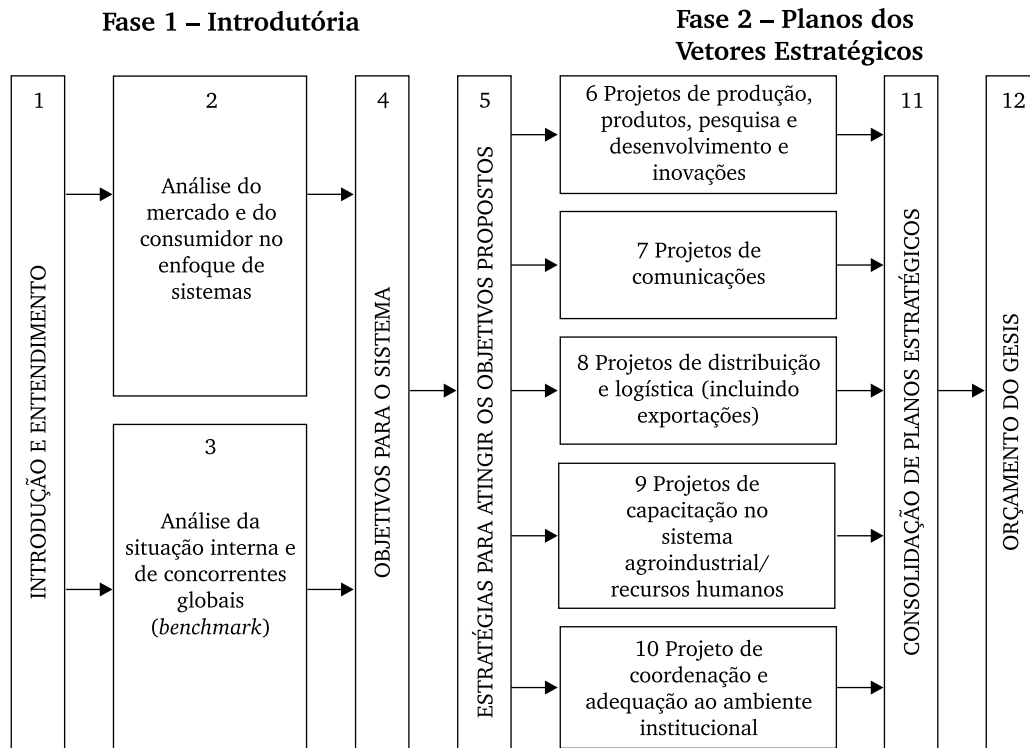 Fase 1 – Introdutória
Fase 2 – Planos dos
Vetores Estratégicos
1
INTRODUÇÃO E ENTENDIMENTO
2
Análise do
mercado e do
consumidor no
enfoque de
sistemas
3
Análise da
situação interna e
de concorrentes
globais
(benchmark)
4
OBJETIVOS PARA O SISTEMA
5
ESTRATÉGIAS PARA ATINGIR OS OBJETIVOS PROPOSTOS
6 Projetos de produção,
produtos, pesquisa e
desenvolvimento e
inovações
7 Projetos de
comunicações
8 Projetos de distribuição
e logística (incluindo
exportações)
9 Projetos de
capacitação no
sistema
agroindustrial/
recursos humanos
10 Projeto de
coordenação e
adequação ao ambiente
institucional
11
CONSOLIDAÇÃO DE PLANOS ESTRATÉGICOS
12
ORÇAMENTO DO GESIS